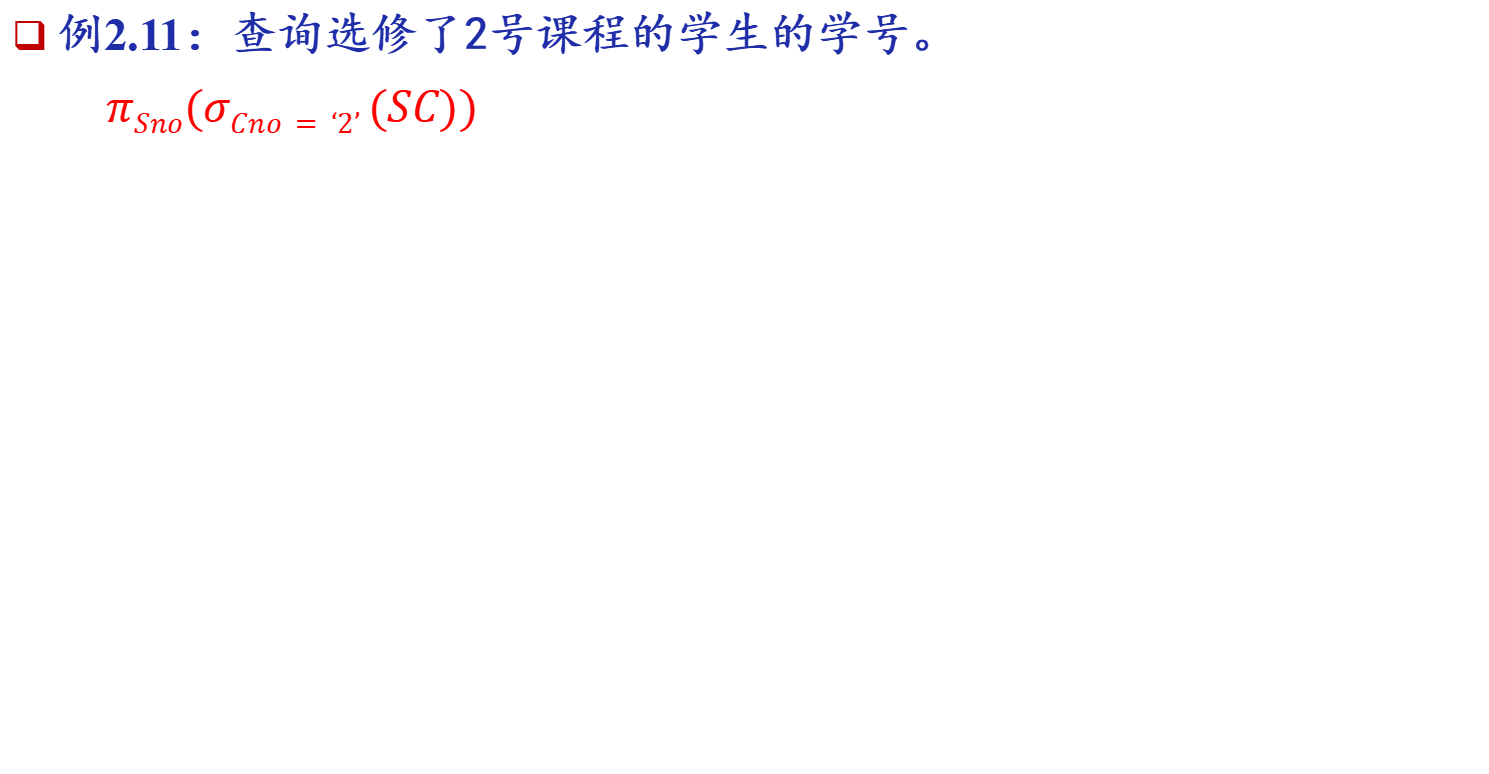 例2.11：查询选修了2号课程的学生的学号。
π_Sno(σ_Cno = ‘2’ (SC))